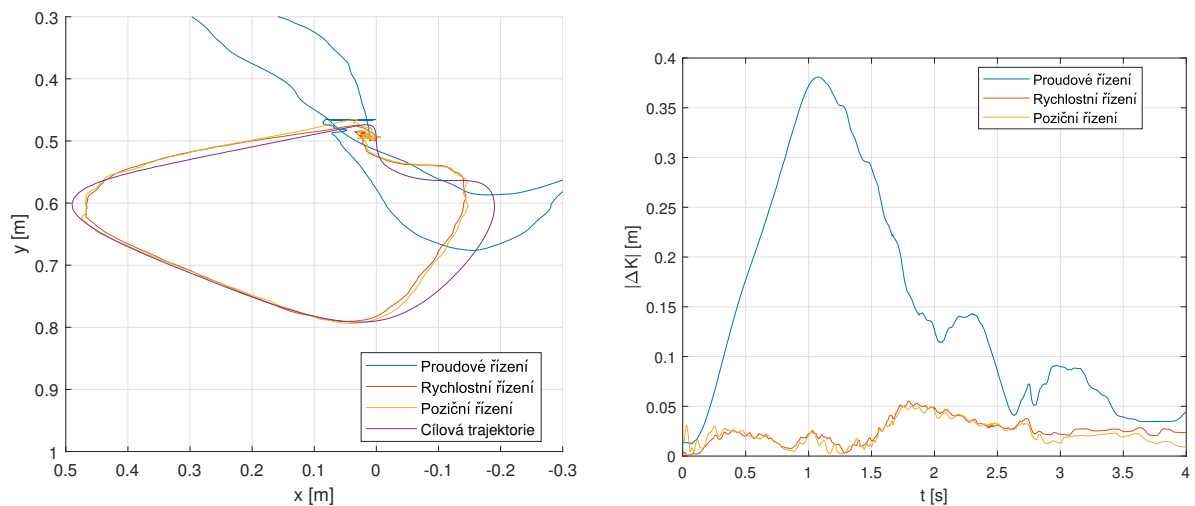 0.3
0.4
0.5
0.6
0.7
0.8
0.9
1
y [m]
0.5 0.4 0.3 0.2 0.1 0 -0.1 -0.2 -0.3
x [m]
Proudové řízení
Rychlostní řízení
Poziční řízení
Cílová trajektorie
0.4
0.35
0.3
0.25
0.2
0.15
0.1
0.05
0
|ΔK| [m]
0 0.5 1 1.5 2 2.5 3 3.5 4
t [s]
Proudové řízení
Rychlostní řízení
Poziční řízení